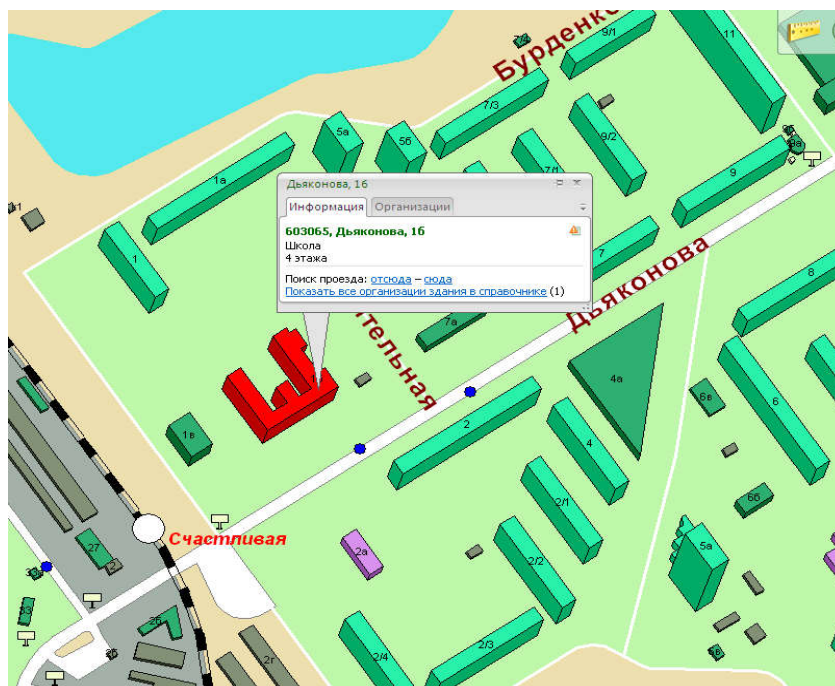 Бурденко
9/1
11
7/3
9/2
5а
5б
7/1
9а
9
1а
1
Дьяконова, 1б
Информация Организации
603065, Дьяконова, 1б
Школа
4 этажа
Поиск проезда: отсюда – сюда
Показать все организации здания в справочнике (1)
7
Дьяконова
8
7а
ительная
4а
6в
6
2
4
1в
6б
2/1
Счастливая
27
2а
2/2
5а
2б
2/3
2/4
2г